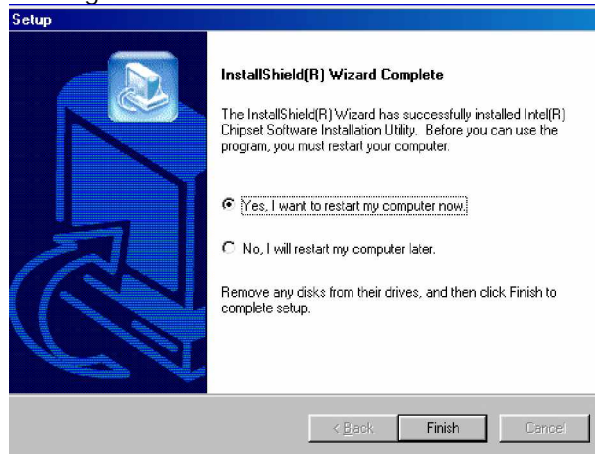 Setup
InstallShield(R) Wizard Complete
The InstallShield(R) Wizard has successfully installed Intel(R)
Chipset Software Installation Utility. Before you can use the
program, you must restart your computer.
Yes, I want to restart my computer now.
No, I will restart my computer later.
Remove any disks from their drives, and then click Finish to
complete setup.
< Back Finish Cancel